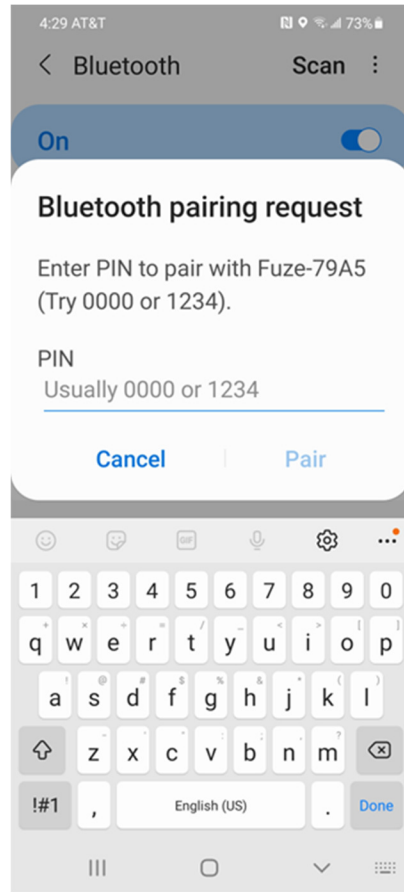 4:29 AT&T 73%
Bluetooth Scan
On
Bluetooth pairing request
Enter PIN to pair with Fuze-79A5
(Try 0000 or 1234).
PIN
Usually 0000 or 1234
Cancel Pair
GIF
1 2 3 4 5 6 7 8 9 0
q w e r t y u i o p
a s d f g h j k l
z x c v b n m
!#1 , English (US) . Done